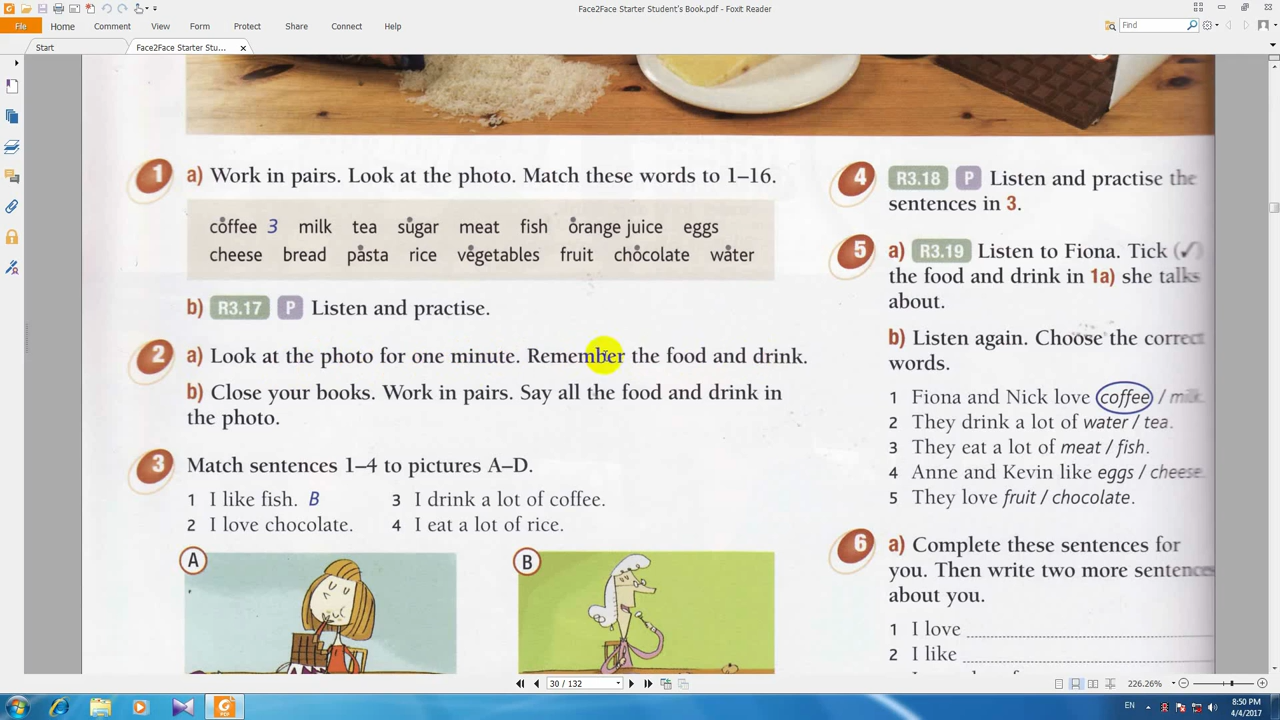 Face2Face Starter Student's Book.pdf - Foxit Reader
File Home Comment View Form Protect Share Connect Help
Find
Start Face2Face Starter Stu...
1 a) Work in pairs. Look at the photo. Match these words to 1–16.
coffee 3 milk tea sugar meat fish orange juice eggs
cheese bread pasta rice vegetables fruit chocolate water
b) R3.17 P Listen and practise.
2 a) Look at the photo for one minute. Remember the food and drink.
b) Close your books. Work in pairs. Say all the food and drink in
the photo.
3 Match sentences 1–4 to pictures A–D.
1 I like fish. B 3 I drink a lot of coffee.
2 I love chocolate. 4 I eat a lot of rice.
A B
4 R3.18 P Listen and practise the
sentences in 3.
5 a) R3.19 Listen to Fiona. Tick (✓)
the food and drink in 1a) she talks
about.
b) Listen again. Choose the correct
words.
1 Fiona and Nick love coffee / milk.
2 They drink a lot of water / tea.
3 They eat a lot of meat / fish.
4 Anne and Kevin like eggs / cheese.
5 They love fruit / chocolate.
6 a) Complete these sentences for
you. Then write two more sentences
about you.
1 I love
2 I like
30 / 132
226.26%
EN
8:50 PM
4/4/2017